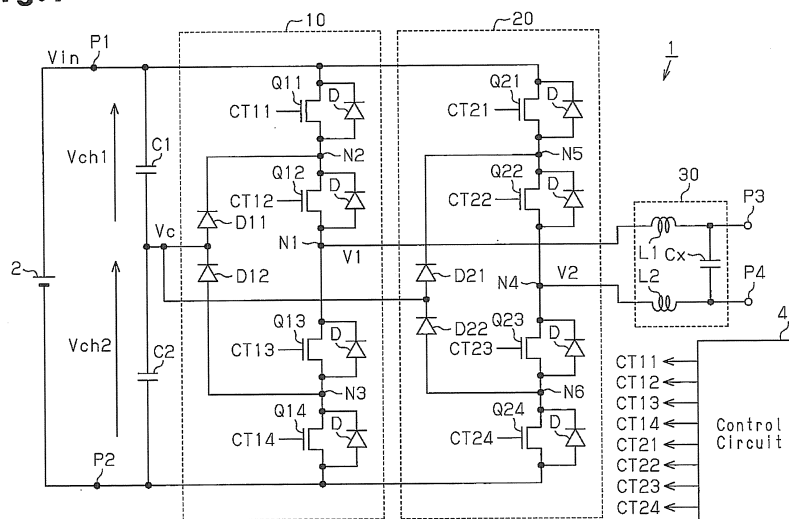 10
20
1
P1
Vin
Q11
D
CT11
Q21
D
CT21
Vch1
C1
N2
N5
Q12
D
CT12
Q22
D
CT22
30
P3
Vc
D11
N1
V1
L1
Cx
2
D12
D21
N4
V2
L2
P4
Q13
D
CT13
D22
Q23
D
CT23
4
Vch2
C2
N3
N6
CT11
CT12
CT13
CT14
CT21
CT22
CT23
CT24
Control
Circuit
Q14
D
CT14
Q24
D
CT24
P2